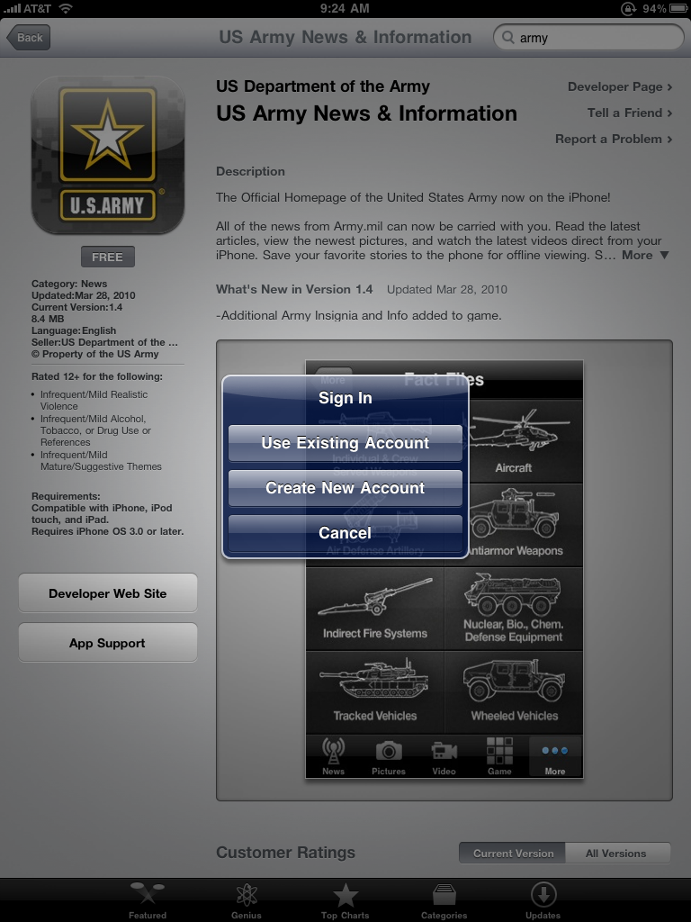 AT&T
9:24 AM
94%
Back
US Army News & Information
army
U.S.ARMY
®
FREE
Category: News
Updated:Mar 28, 2010
Current Version:1.4
8.4 MB
Language:English
Seller:US Department of the ...
© Property of the US Army
Rated 12+ for the following:
• Infrequent/Mild Realistic
Violence
• Infrequent/Mild Alcohol,
Tobacco, or Drug Use or
References
• Infrequent/Mild
Mature/Suggestive Themes
Requirements:
Compatible with iPhone, iPod
touch, and iPad.
Requires iPhone OS 3.0 or later.
Developer Web Site
App Support
US Department of the Army
US Army News & Information
Developer Page ›
Tell a Friend ›
Report a Problem ›
Description
The Official Homepage of the United States Army now on the iPhone!
All of the news from Army.mil can now be carried with you. Read the latest
articles, view the newest pictures, and watch the latest videos direct from your
iPhone. Save your favorite stories to the phone for offline viewing. S... More ▼
What's New in Version 1.4 Updated Mar 28, 2010
-Additional Army Insignia and Info added to game.
More
Fact Files
Sign In
Use Existing Account
Create New Account
Cancel
Individual & Crew
Aircraft
Air Defense Artillery
Antiarmor Weapons
Indirect Fire Systems
Nuclear, Bio., Chem.
Defense Equipment
Tracked Vehicles
Wheeled Vehicles
News
Pictures
Video
Game
More
Customer Ratings
Current Version
All Versions
Featured
Genius
Top Charts
Categories
Updates